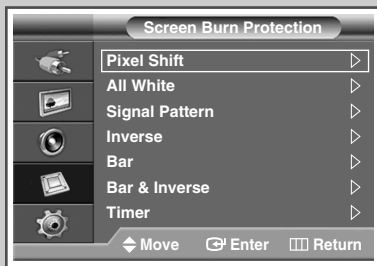 Screen Burn Protection
Pixel Shift
All White
Signal Pattern
Inverse
Bar
Bar & Inverse
Timer
Move Enter Return